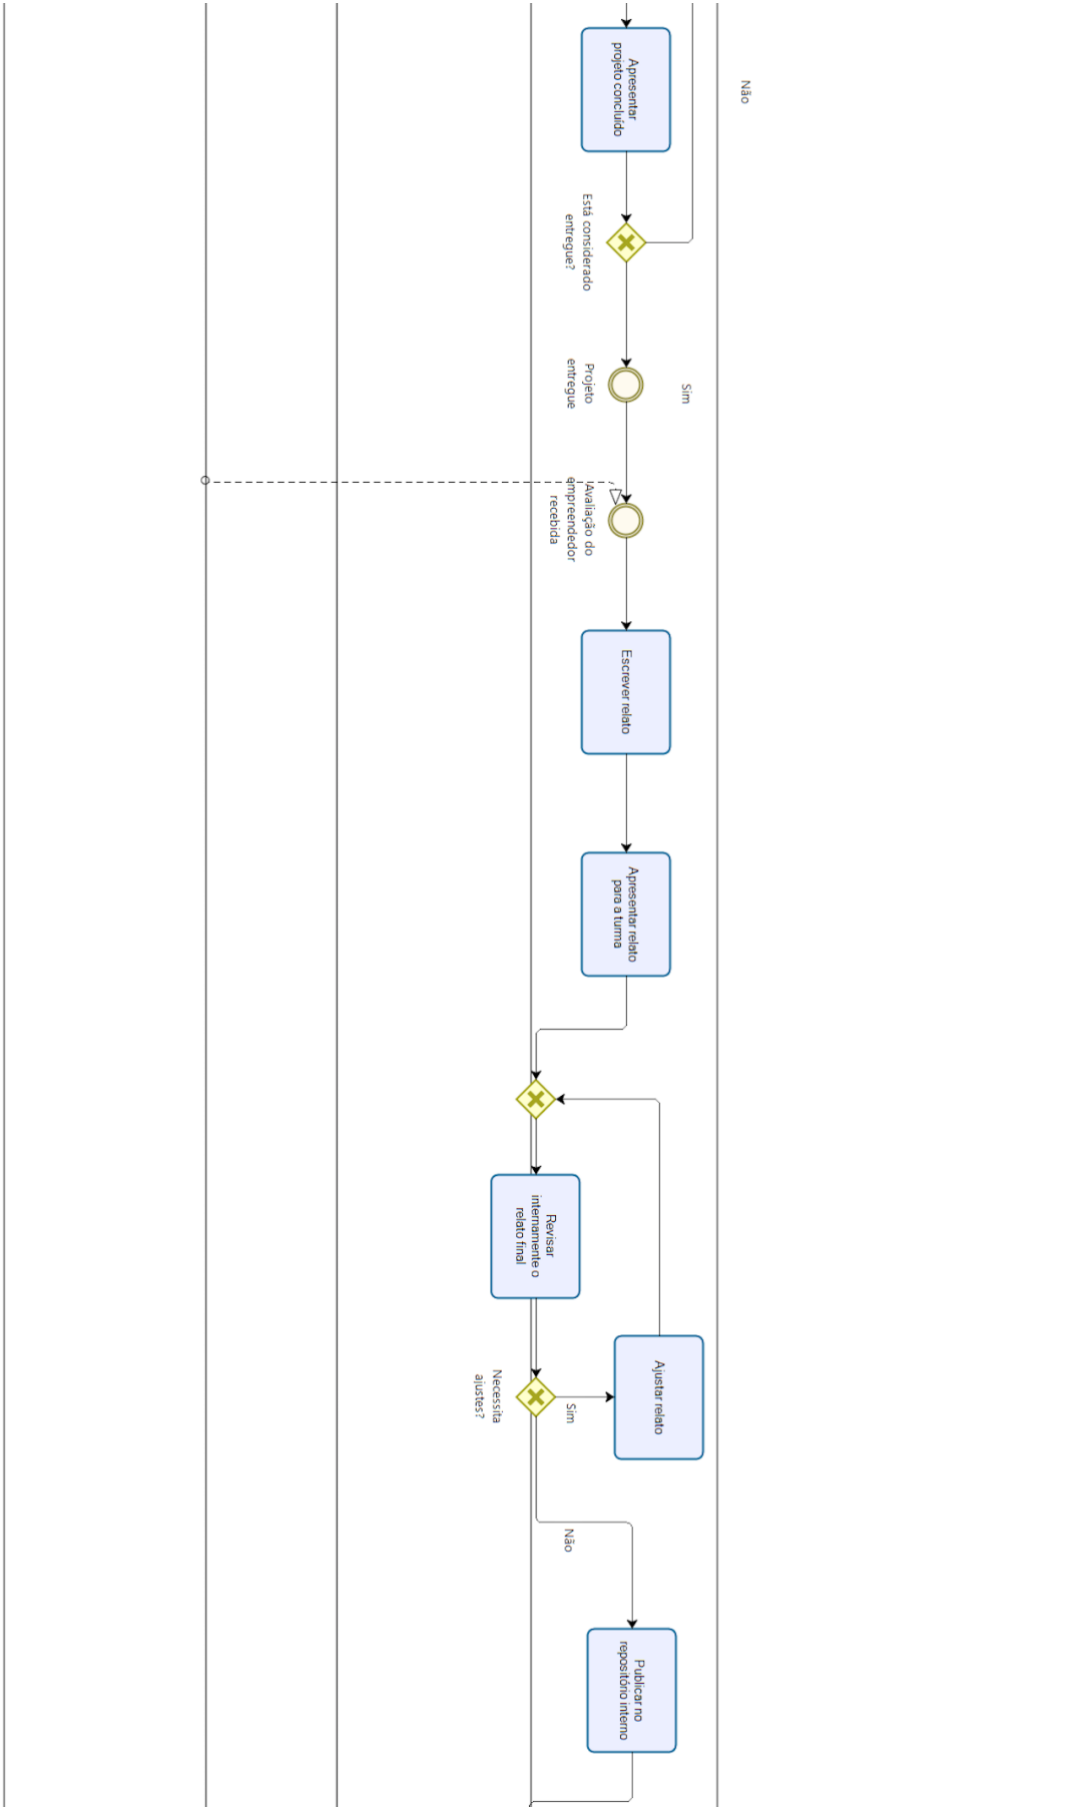 Não
Apresentar
projeto concluído
Está considerado
entregue?
Sim
Projeto
entregue
Avaliação do
empreendedor
recebida
Escrever relato
Apresentar relato
para a turma
Revisar
internamente o
relato final
Ajustar relato
Necessita
ajustes?
Sim
Não
Publicar no
repositório interno